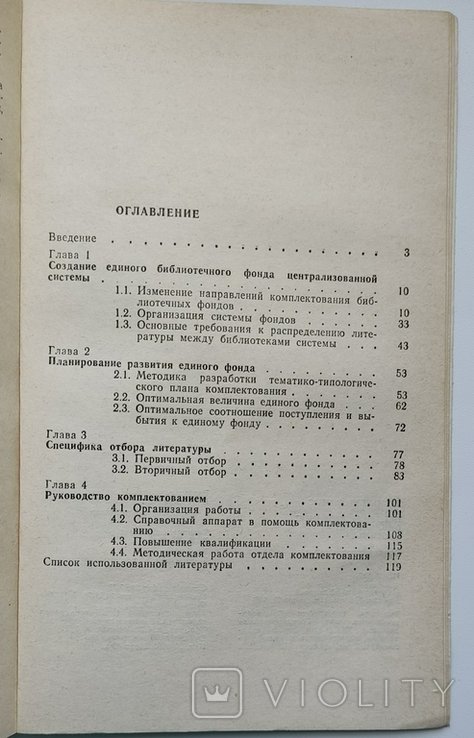 ОГЛАВЛЕНИЕ
Введение . . . . . . . . . . . . . . . . . 3
Глава 1
Создание единого библиотечного фонда централизованной
системы . . . . . . . . . . . . . . . . . 10
1.1. Изменение направлений комплектования биб-
лиотечных фондов . . . . . . . . 10
1.2. Организация системы фондов . . . . . 33
1.3. Основные требования к распределению лите-
ратуры между библиотеками системы . . . 43
Глава 2
Планирование развития единого фонда . . . . . . . 53
2.1. Методика разработки тематико-типологиче-
ского плана комплектования . . . . . 53
2.2. Оптимальная величина единого фонда . . . 62
2.3. Оптимальное соотношение поступления и вы-
бытия к единому фонду . . . . . . 72
Глава 3
Специфика отбора литературы . . . . . . . . . 77
3.1. Первичный отбор . . . . . . . . 78
3.2. Вторичный отбор . . . . . . . . 83
Глава 4
Руководство комплектованием . . . . . . . . . 101
4.1. Организация работы . . . . . . . 101
4.2. Справочный аппарат в помощь комплектова-
нию . . . . . . . . . . . . 108
4.3. Повышение квалификации . . . . . . 115
4.4. Методическая работа отдела комплектования 117
Список использованной литературы . . . . . . . . 119
VIOLITY